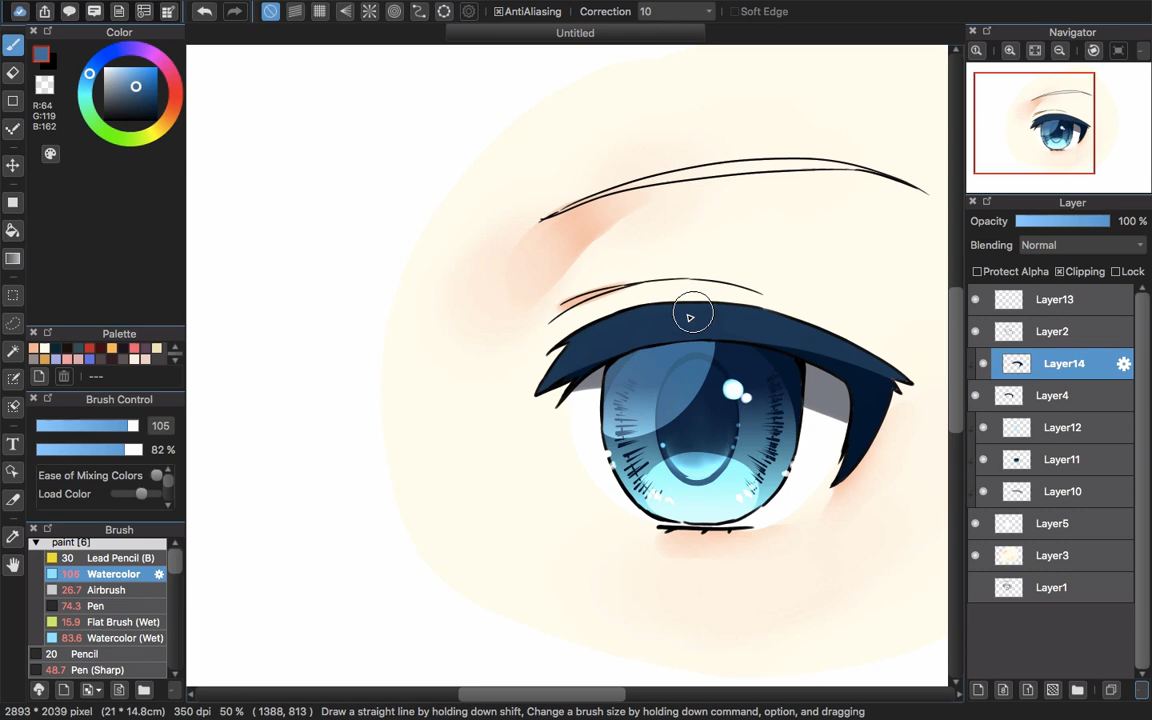 AntiAliasing Correction 10 Soft Edge
Color
Untitled
Navigator
R:64
G:119
B:162
Layer
Opacity 100 %
Blending Normal
Protect Alpha Clipping Lock
Layer13
Layer2
Layer14
Layer4
Layer12
Layer11
Layer10
Layer5
Layer3
Layer1
Palette
---
Brush Control
105
82 %
Ease of Mixing Colors
Load Color
Brush
paint [6]
30 Lead Pencil (B)
Watercolor
26.7 Airbrush
74.3 Pen
15.9 Flat Brush (Wet)
83.6 Watercolor (Wet)
20 Pencil
48.7 Pen (Sharp)
T
2893 * 2039 pixel (21 * 14.8cm) 350 dpi 50 % ( 1388, 813 ) Draw a straight line by holding down shift, Change a brush size by holding down command, option, and dragging